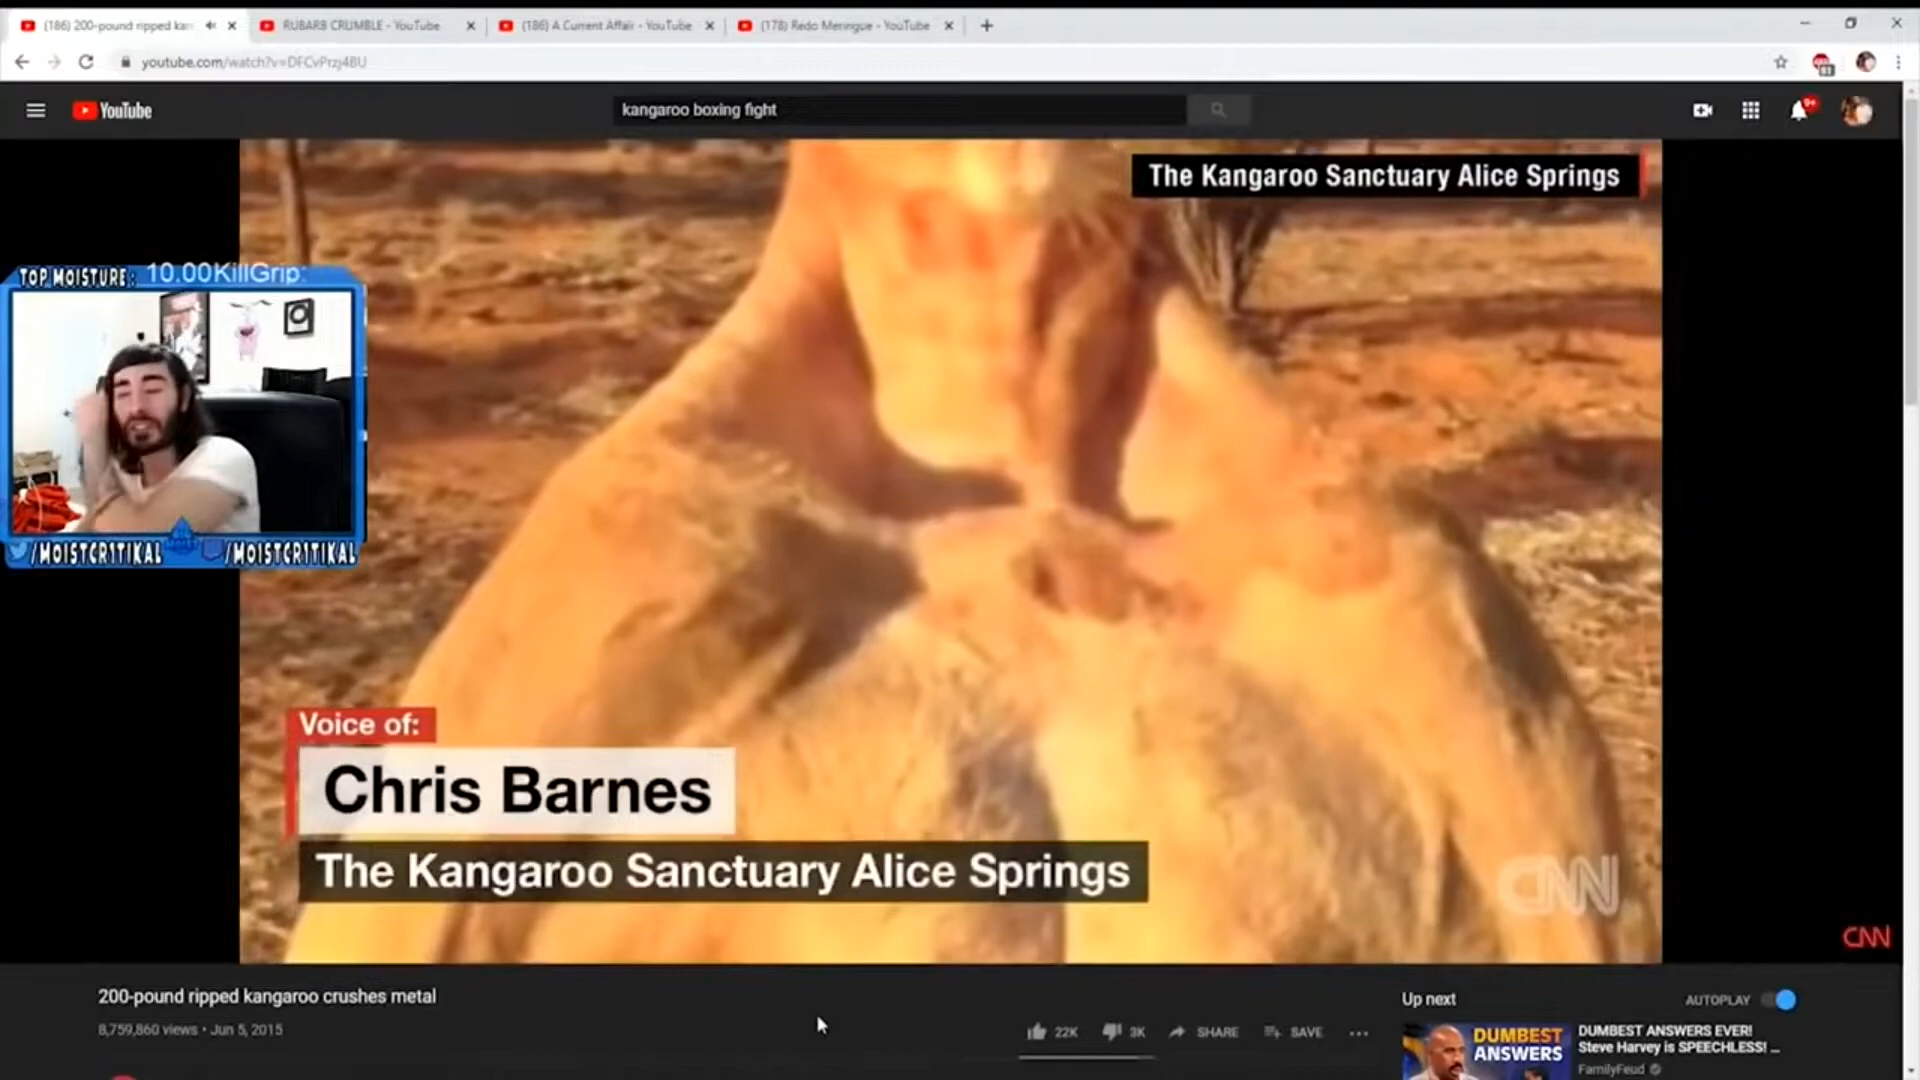 (186) 200-pound ripped kan
RUBARB CRUMBLE - YouTube
(186) A Current Affair - YouTube
(178) Redo Meringue - YouTube
youtube.com/watch?v=DFCvPrzj4BU
YouTube
kangaroo boxing fight
9+
The Kangaroo Sanctuary Alice Springs
TOP MOISTURE: 10.00KillGrip:
/MOISTCR1TIKAL
/MOISTCR1TIKAL
Voice of:
Chris Barnes
The Kangaroo Sanctuary Alice Springs
CNN
CNN
200-pound ripped kangaroo crushes metal
8,759,860 views • Jun 5, 2015
22K
3K
SHARE
SAVE
Up next
AUTOPLAY
DUMBEST
ANSWERS
DUMBEST ANSWERS EVER!
Steve Harvey is SPEECHLESS! ...
FamilyFeud